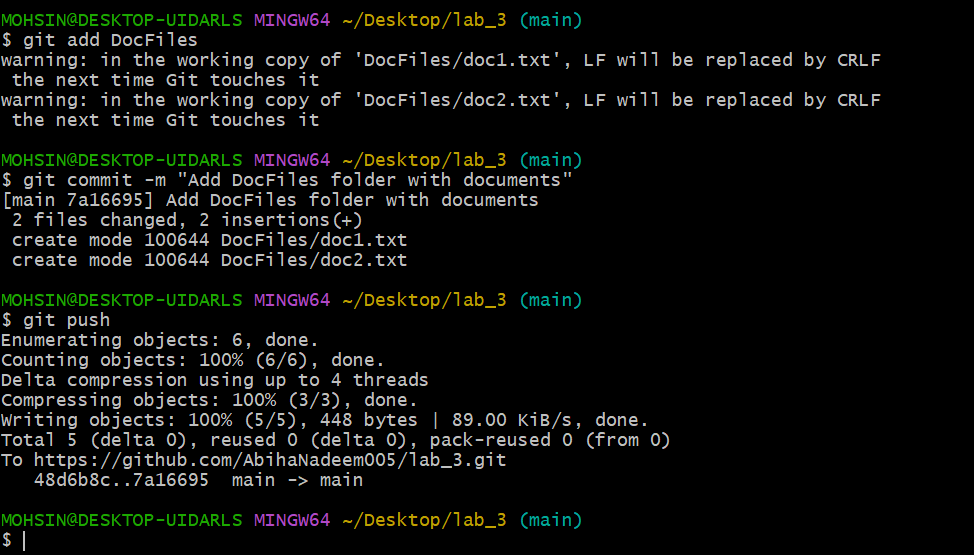 MOHSIN@DESKTOP-UIDARLS MINGW64 ~/Desktop/lab_3 (main)
$ git add DocFiles
warning: in the working copy of 'DocFiles/doc1.txt', LF will be replaced by CRLF
 the next time Git touches it
warning: in the working copy of 'DocFiles/doc2.txt', LF will be replaced by CRLF
 the next time Git touches it

MOHSIN@DESKTOP-UIDARLS MINGW64 ~/Desktop/lab_3 (main)
$ git commit -m "Add DocFiles folder with documents"
[main 7a16695] Add DocFiles folder with documents
 2 files changed, 2 insertions(+)
 create mode 100644 DocFiles/doc1.txt
 create mode 100644 DocFiles/doc2.txt

MOHSIN@DESKTOP-UIDARLS MINGW64 ~/Desktop/lab_3 (main)
$ git push
Enumerating objects: 6, done.
Counting objects: 100% (6/6), done.
Delta compression using up to 4 threads
Compressing objects: 100% (3/3), done.
Writing objects: 100% (5/5), 448 bytes | 89.00 KiB/s, done.
Total 5 (delta 0), reused 0 (delta 0), pack-reused 0 (from 0)
To https://github.com/AbihaNadeem005/lab_3.git
   48d6b8c..7a16695  main -> main

MOHSIN@DESKTOP-UIDARLS MINGW64 ~/Desktop/lab_3 (main)
$